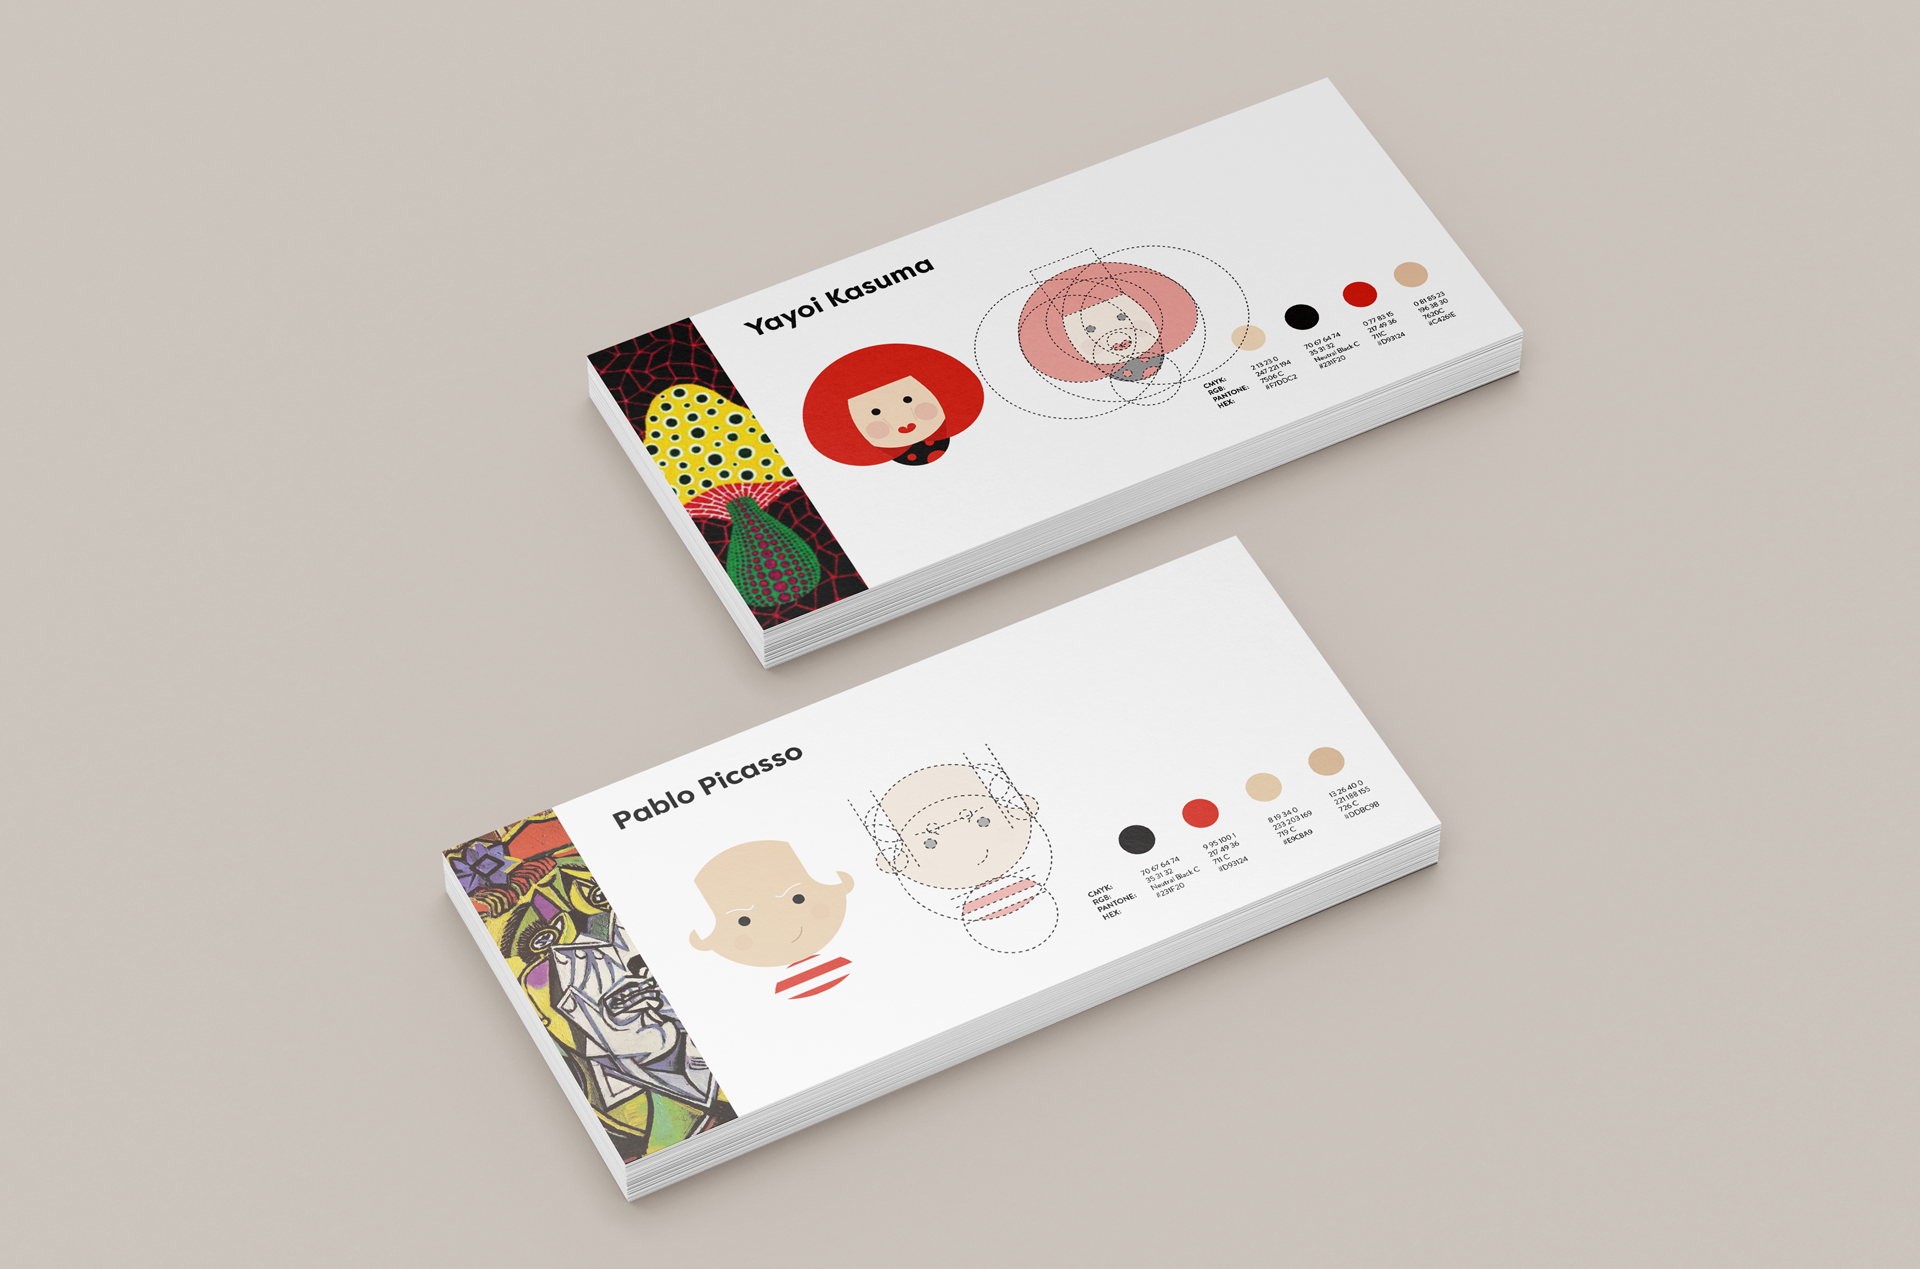 Yayoi Kasuma
CMYK:
RGB:
PANTONE:
HEX:
2 13 23 0
247 221 194
7506 C
#F7DDC2
70 67 64 74
35 31 32
Neutral Black C
#231F20
0 77 83 15
217 49 36
711C
#D93124
0 81 85 23
196 38 30
7620C
#C4261E
Pablo Picasso
CMYK:
RGB:
PANTONE:
HEX:
70 67 64 74
35 31 32
Neutral Black C
#231F20
9 95 100 1
217 49 36
711 C
#D93124
8 19 34 0
233 203 169
719 C
#E9CBA9
13 26 40 0
221 188 155
726 C
#DDBC9B